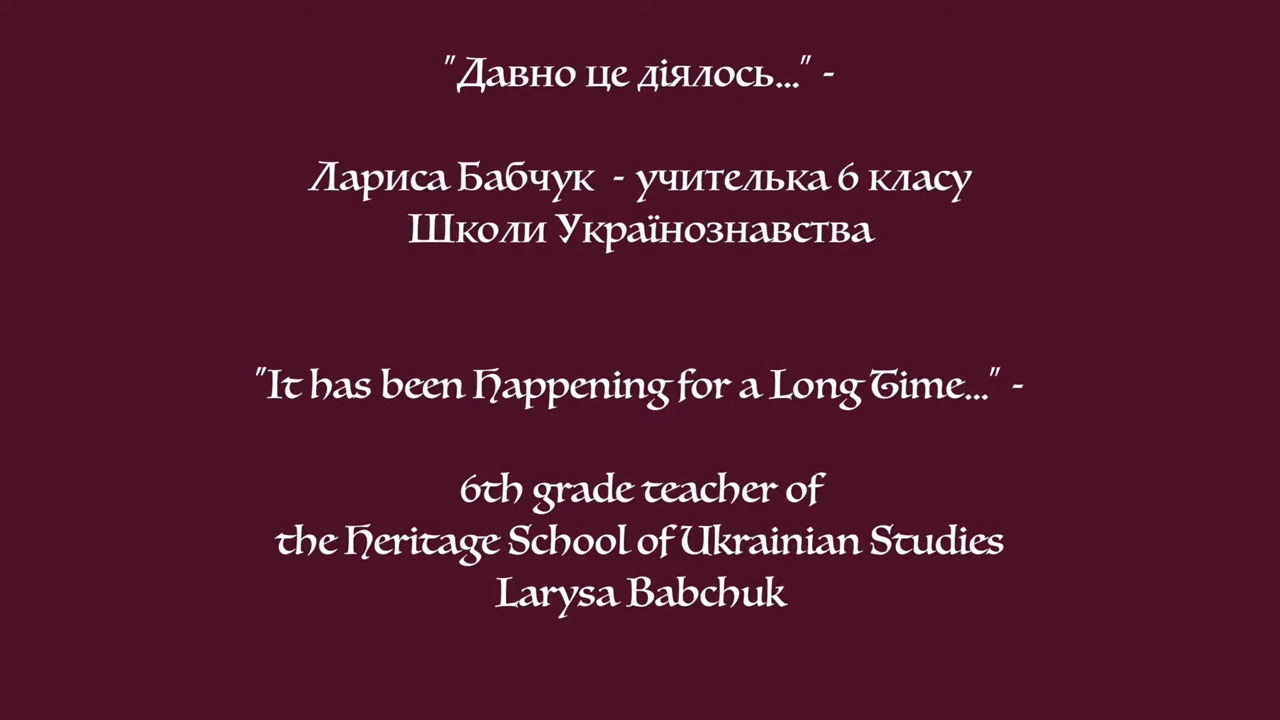 "Давно це діялось..." -
Лариса Бабчук - учителька 6 класу
Школи Українознавства
"It has been Happening for a Long Time..." -
6th grade teacher of
the Heritage School of Ukrainian Studies
Larysa Babchuk